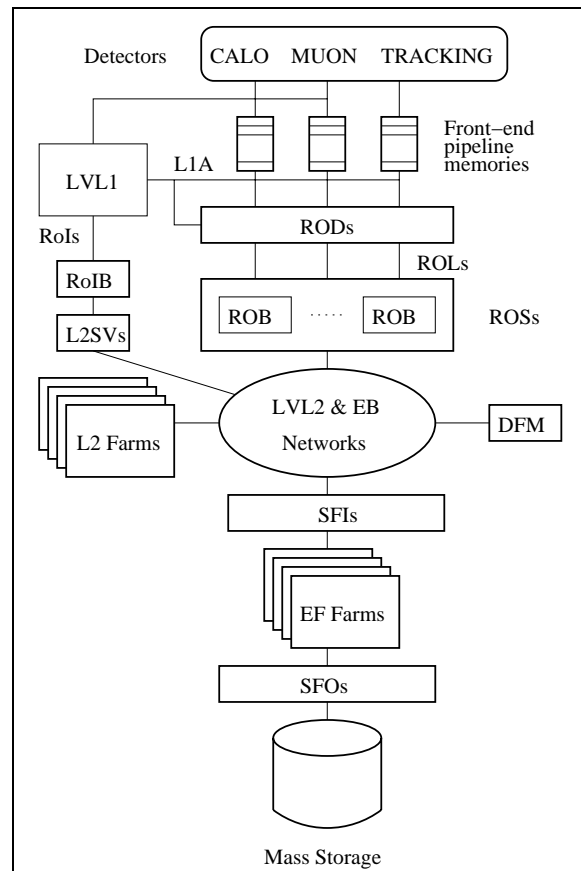 Detectors
CALO MUON TRACKING
Front−end
pipeline
memories
L1A
LVL1
RODs
RoIs
ROLs
RoIB
ROB ..... ROB
ROSs
L2SVs
LVL2 & EB
Networks
L2 Farms
DFM
SFIs
EF Farms
SFOs
Mass Storage